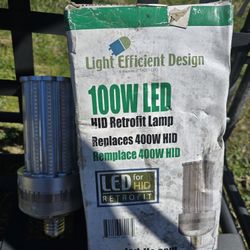 Light Efficient Design
100W LED
HID Retrofit Lamp
Replaces 400W HID
Remplace 400W HID
LED for HID
RETROFIT